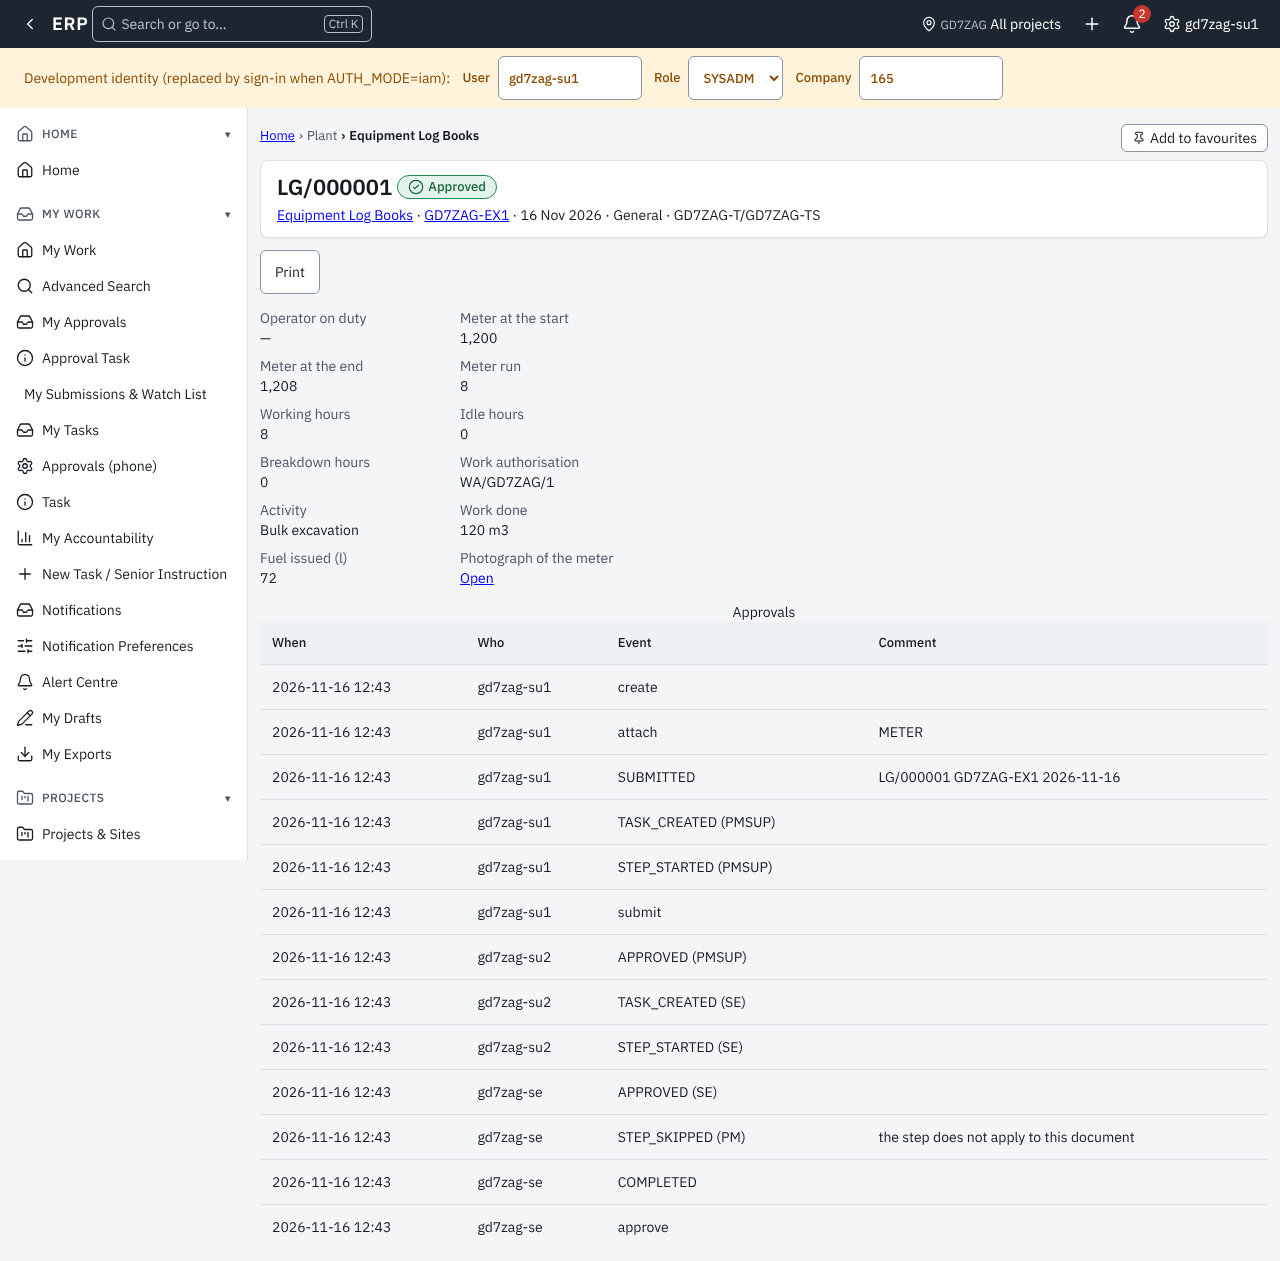 ERP
Search or go to... Ctrl K
GD7ZAG All projects
2
gd7zag-su1
Development identity (replaced by sign-in when AUTH_MODE=iam): User gd7zag-su1 Role SYSADM Company 165
HOME
Home
MY WORK
My Work
Advanced Search
My Approvals
Approval Task
My Submissions & Watch List
My Tasks
Approvals (phone)
Task
My Accountability
New Task / Senior Instruction
Notifications
Notification Preferences
Alert Centre
My Drafts
My Exports
PROJECTS
Projects & Sites
Home › Plant › Equipment Log Books
Add to favourites
LG/000001 Approved
Equipment Log Books · GD7ZAG-EX1 · 16 Nov 2026 · General · GD7ZAG-T/GD7ZAG-TS
Print
Operator on duty Meter at the start
— 1,200
Meter at the end Meter run
1,208 8
Working hours Idle hours
8 0
Breakdown hours Work authorisation
0 WA/GD7ZAG/1
Activity Work done
Bulk excavation 120 m3
Fuel issued (l) Photograph of the meter
72 Open
Approvals
When Who Event Comment
2026-11-16 12:43 gd7zag-su1 create
2026-11-16 12:43 gd7zag-su1 attach METER
2026-11-16 12:43 gd7zag-su1 SUBMITTED LG/000001 GD7ZAG-EX1 2026-11-16
2026-11-16 12:43 gd7zag-su1 TASK_CREATED (PMSUP)
2026-11-16 12:43 gd7zag-su1 STEP_STARTED (PMSUP)
2026-11-16 12:43 gd7zag-su1 submit
2026-11-16 12:43 gd7zag-su2 APPROVED (PMSUP)
2026-11-16 12:43 gd7zag-su2 TASK_CREATED (SE)
2026-11-16 12:43 gd7zag-su2 STEP_STARTED (SE)
2026-11-16 12:43 gd7zag-se APPROVED (SE)
2026-11-16 12:43 gd7zag-se STEP_SKIPPED (PM) the step does not apply to this document
2026-11-16 12:43 gd7zag-se COMPLETED
2026-11-16 12:43 gd7zag-se approve